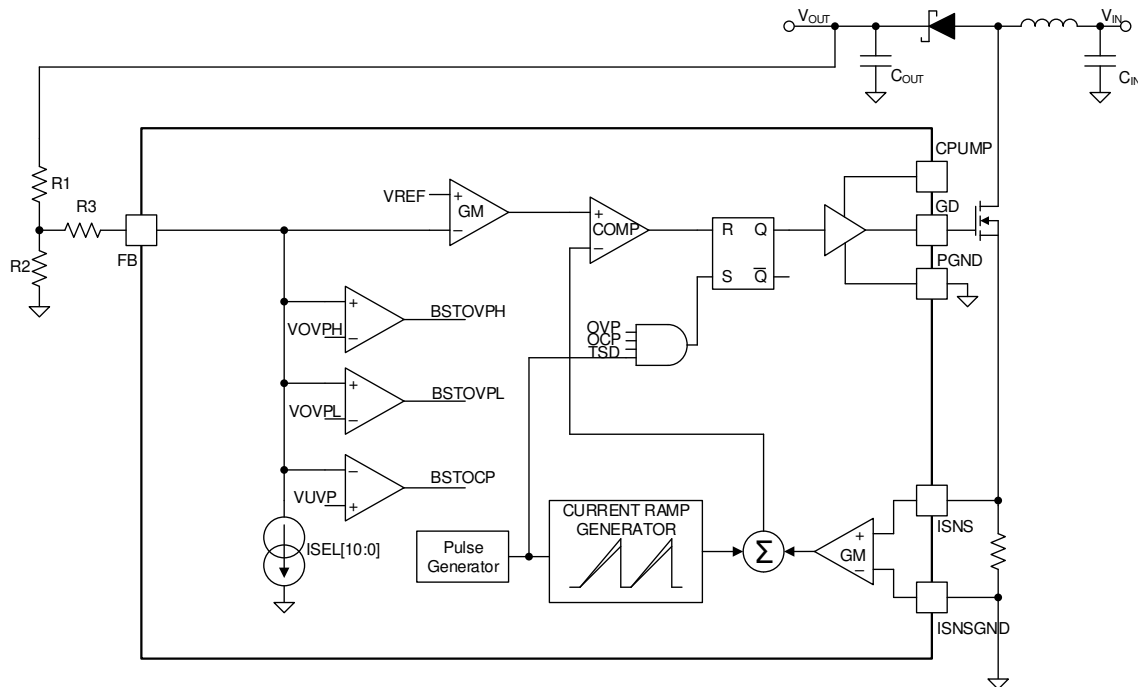 VOUT
VIN
COUT
CIN
CPUMP
R1
VREF
+
−
GM
+
−
COMP
R Q
S Q
GD
R3
FB
R2
PGND
+
−
VOVPH
BSTOVPH
OVP
OCP
TSD
+
−
VOVPL
BSTOVPL
−
+
VUVP
BSTOCP
ISEL[10:0]
Pulse
Generator
CURRENT RAMP
GENERATOR
Σ
+
−
GM
ISNS
ISNSGND